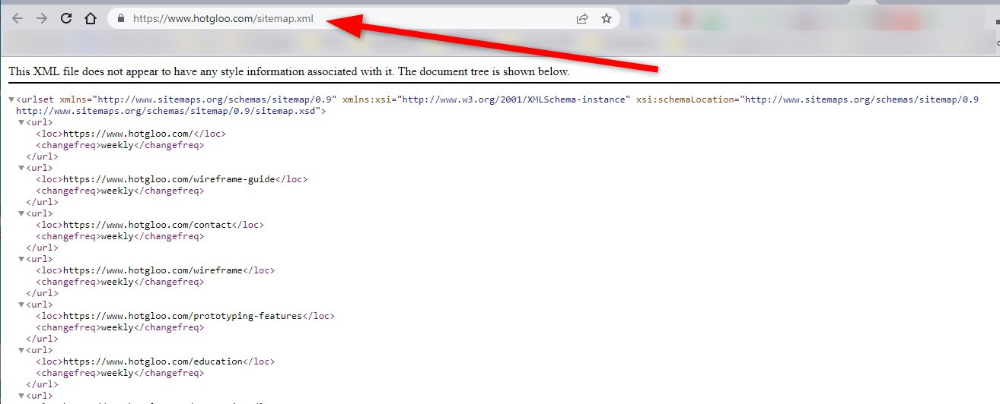 https://www.hotgloo.com/sitemap.xml
This XML file does not appear to have any style information associated with it. The document tree is shown below.
▼<urlset xmlns="http://www.sitemaps.org/schemas/sitemap/0.9" xmlns:xsi="http://www.w3.org/2001/XMLSchema-instance" xsi:schemaLocation="http://www.sitemaps.org/schemas/sitemap/0.9
http://www.sitemaps.org/schemas/sitemap/0.9/sitemap.xsd">
▼<url>
<loc>https://www.hotgloo.com/</loc>
<changefreq>weekly</changefreq>
</url>
▼<url>
<loc>https://www.hotgloo.com/wireframe-guide</loc>
<changefreq>weekly</changefreq>
</url>
▼<url>
<loc>https://www.hotgloo.com/contact</loc>
<changefreq>weekly</changefreq>
</url>
▼<url>
<loc>https://www.hotgloo.com/wireframe</loc>
<changefreq>weekly</changefreq>
</url>
▼<url>
<loc>https://www.hotgloo.com/prototyping-features</loc>
<changefreq>weekly</changefreq>
</url>
▼<url>
<loc>https://www.hotgloo.com/education</loc>
<changefreq>weekly</changefreq>
</url>
▼<url>